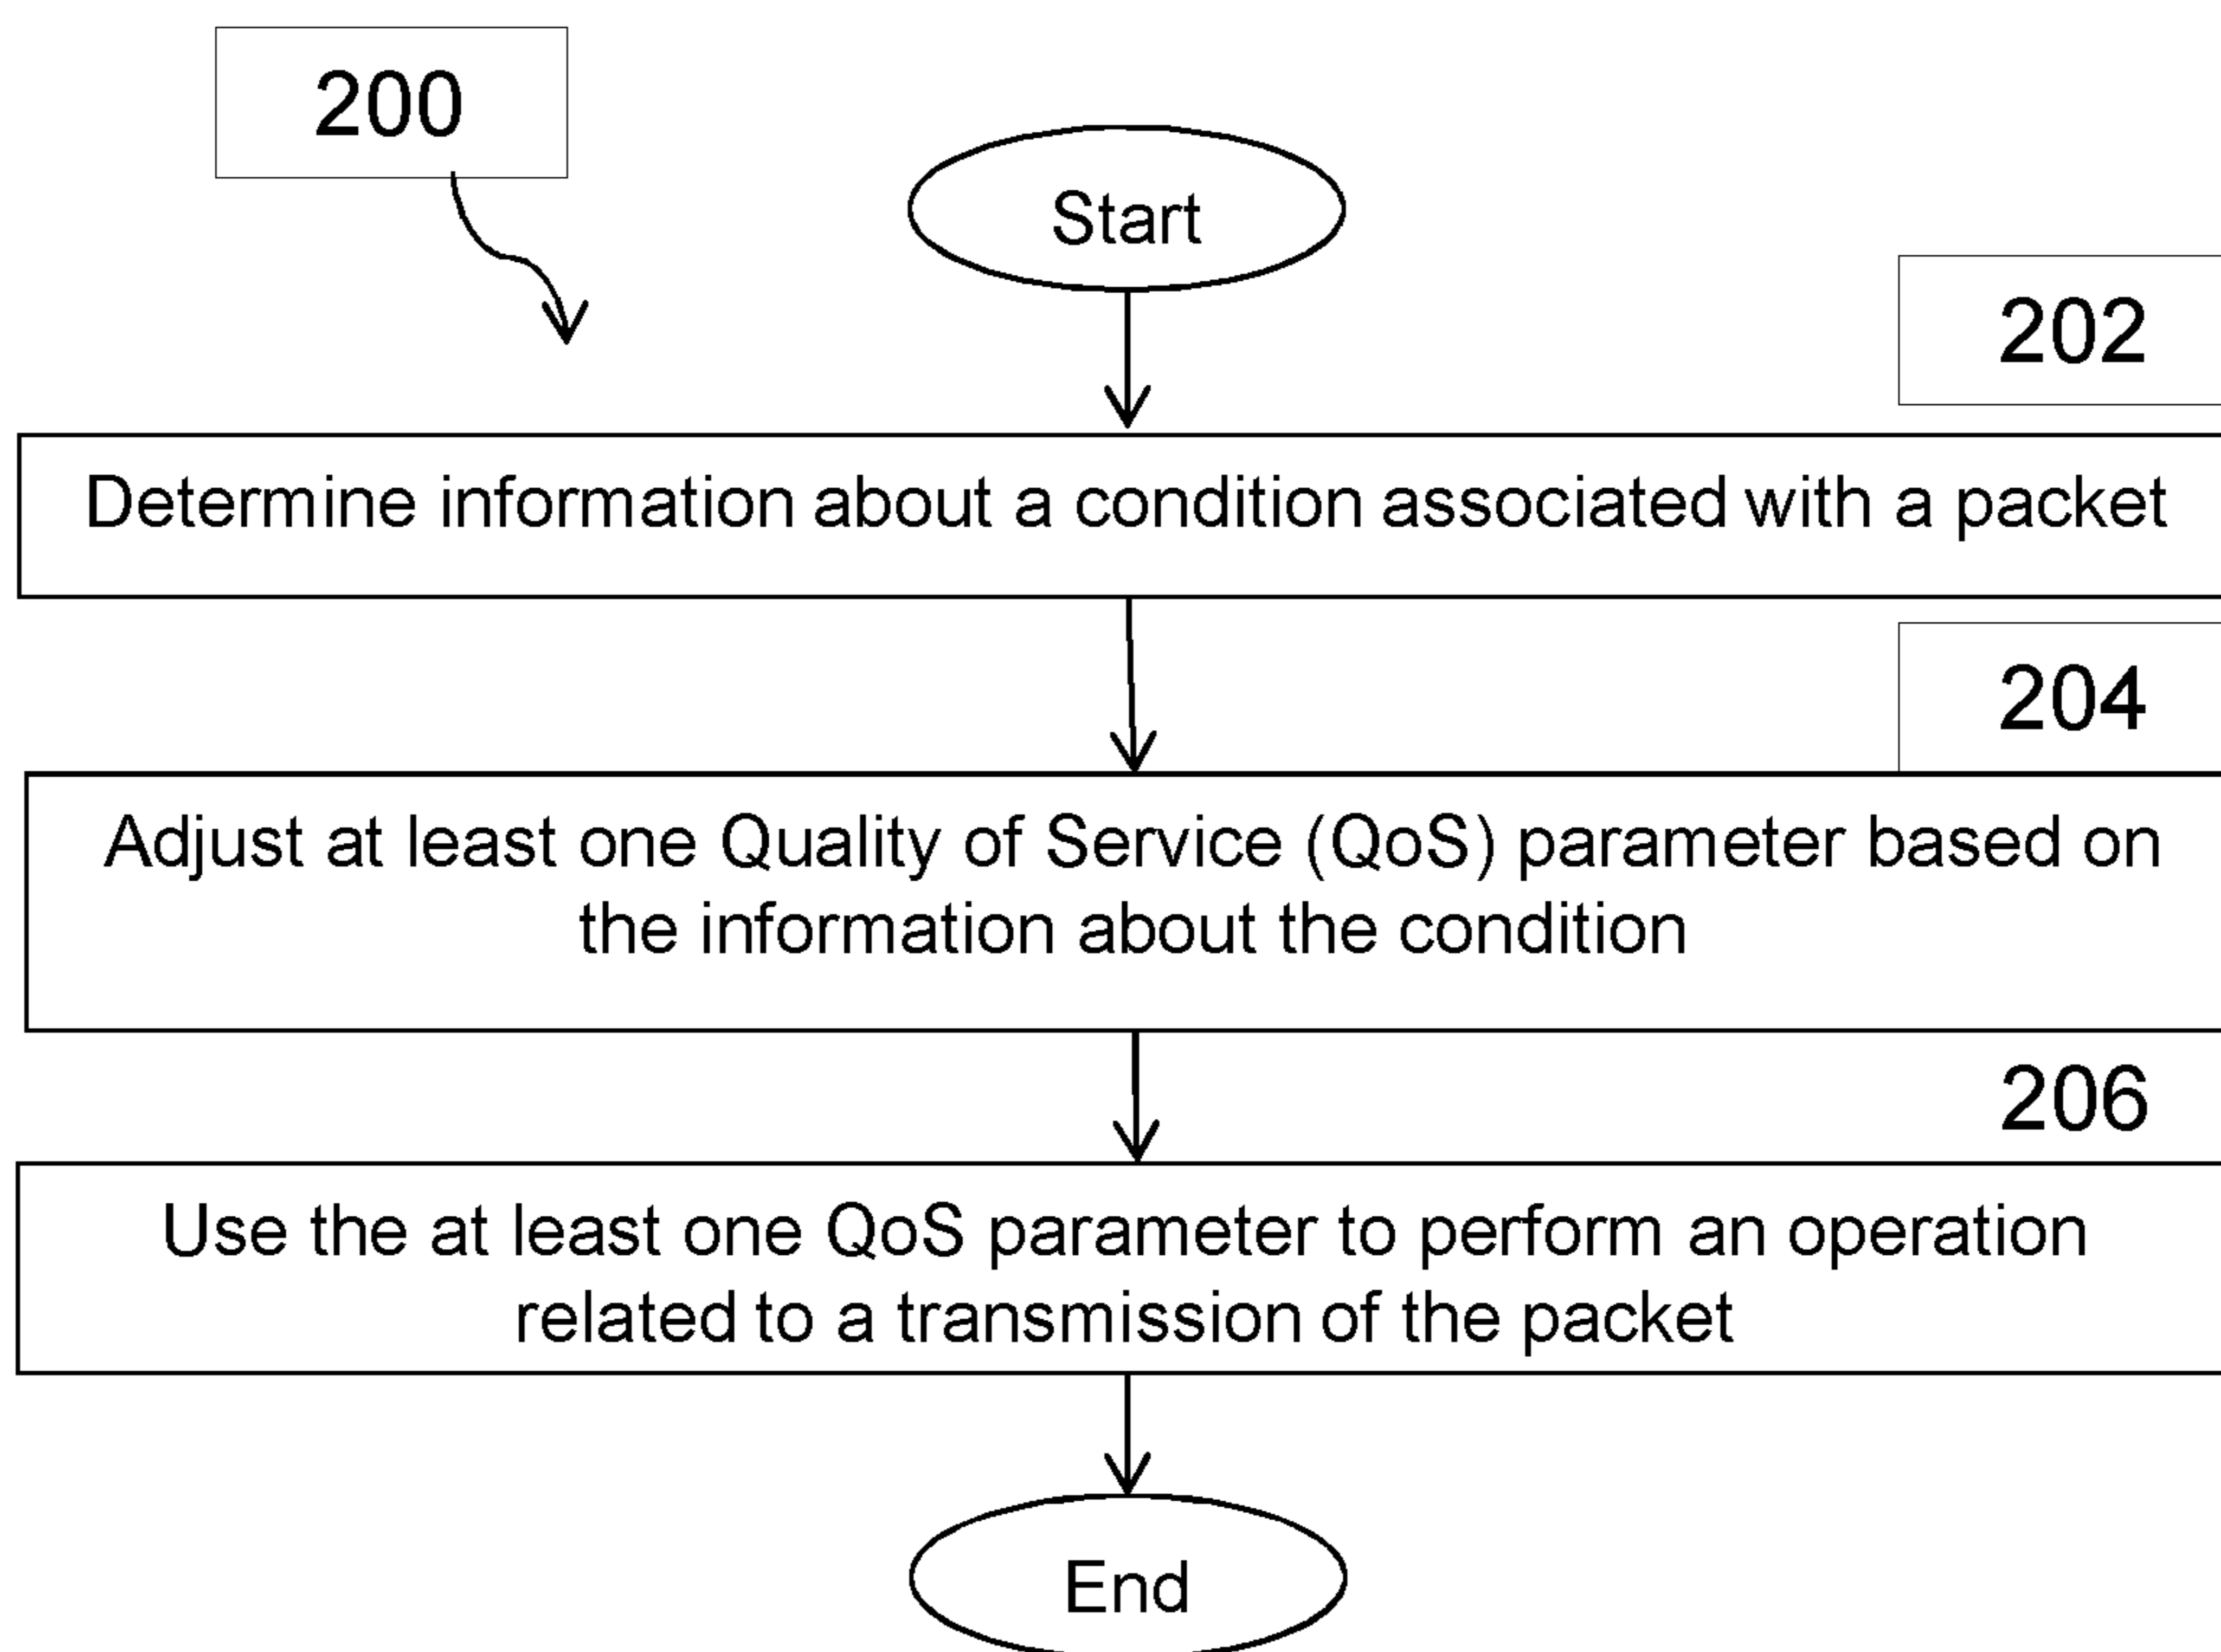 200
Start
202
Determine information about a condition associated with a packet
204
Adjust at least one Quality of Service (QoS) parameter based on
the information about the condition
206
Use the at least one QoS parameter to perform an operation
related to a transmission of the packet
End